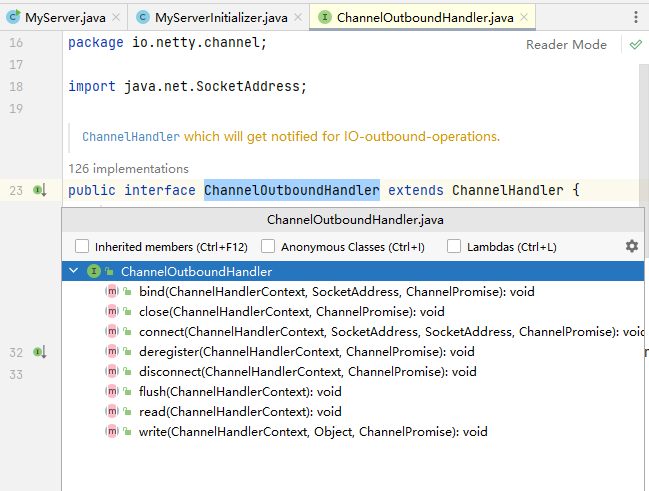 MyServer.java × MyServerInitializer.java × ChannelOutboundHandler.java ×
16 package io.netty.channel; Reader Mode
17
18 import java.net.SocketAddress;
19
ChannelHandler which will get notified for IO-outbound-operations.
126 implementations
23 public interface ChannelOutboundHandler extends ChannelHandler {
ChannelOutboundHandler.java
Inherited members (Ctrl+F12) Anonymous Classes (Ctrl+I) Lambdas (Ctrl+L)
ChannelOutboundHandler
bind(ChannelHandlerContext, SocketAddress, ChannelPromise): void
close(ChannelHandlerContext, ChannelPromise): void
connect(ChannelHandlerContext, SocketAddress, SocketAddress, ChannelPromise): void
32 deregister(ChannelHandlerContext, ChannelPromise): void
33 disconnect(ChannelHandlerContext, ChannelPromise): void
flush(ChannelHandlerContext): void
read(ChannelHandlerContext): void
write(ChannelHandlerContext, Object, ChannelPromise): void